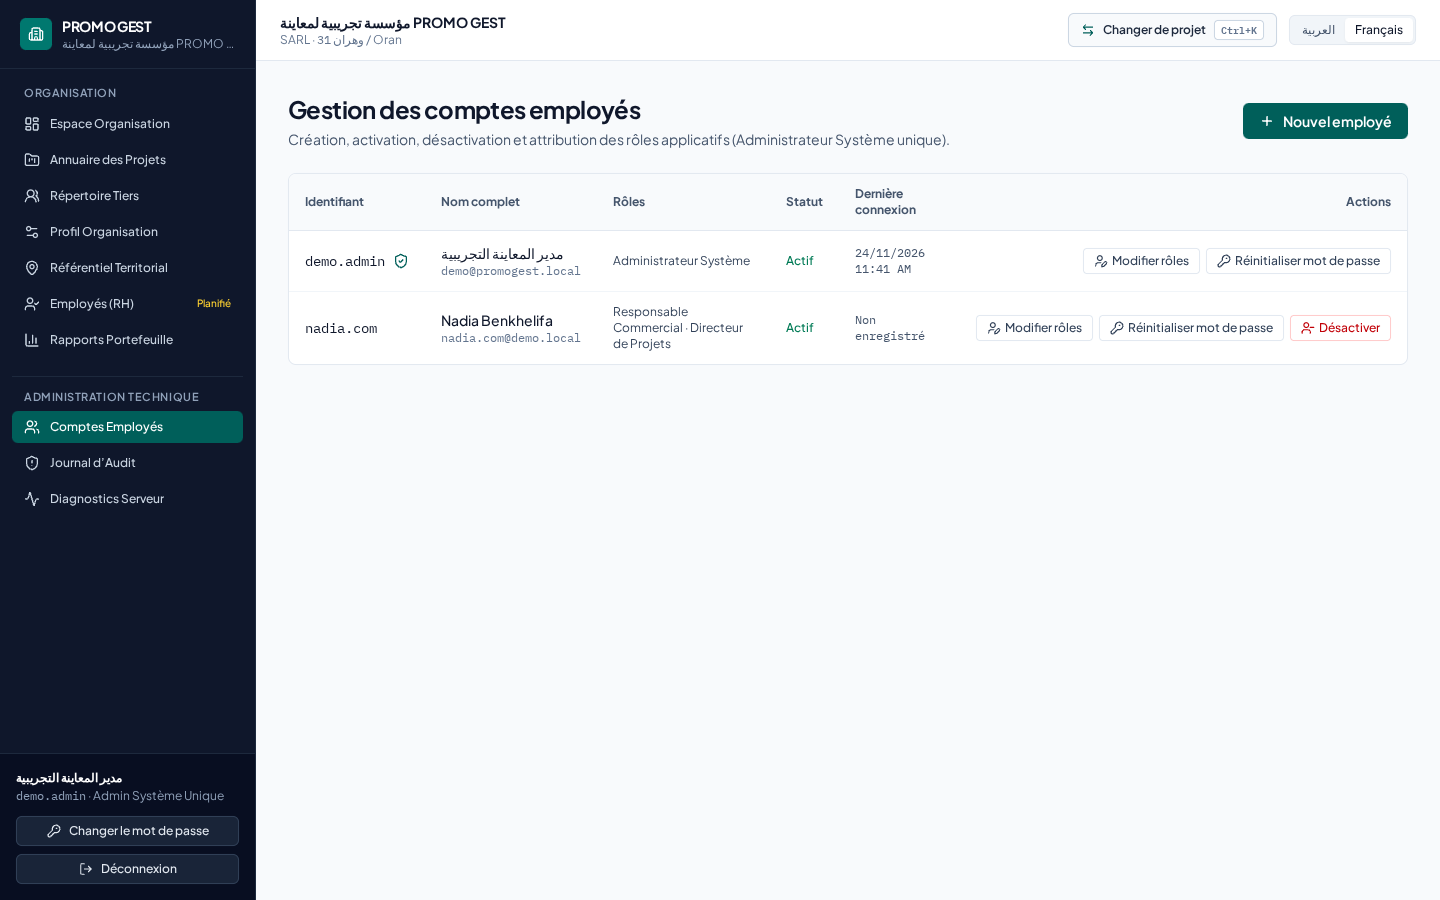 PROMOGEST
مؤسسة تجريبية لمعاينة PROMO ...
ORGANISATION
Espace Organisation
Annuaire des Projets
Répertoire Tiers
Profil Organisation
Référentiel Territorial
Employés (RH)
Planifié
Rapports Portefeuille
ADMINISTRATION TECHNIQUE
Comptes Employés
Journal d'Audit
Diagnostics Serveur
مدير المعاينة التجريبية
demo.admin · Admin Système Unique
Changer le mot de passe
Déconnexion
مؤسسة تجريبية لمعاينة PROMO GEST
SARL · 31 وهران / Oran
Changer de projet Ctrl+K
العربية
Français
Gestion des comptes employés
Création, activation, désactivation et attribution des rôles applicatifs (Administrateur Système unique).
Nouvel employé
Identifiant
Nom complet
Rôles
Statut
Dernière
connexion
Actions
demo.admin
مدير المعاينة التجريبية
demo@promogest.local
Administrateur Système
Actif
24/11/2026
11:41 AM
Modifier rôles
Réinitialiser mot de passe
nadia.com
Nadia Benkhelifa
nadia.com@demo.local
Responsable
Commercial · Directeur
de Projets
Actif
Non
enregistré
Modifier rôles
Réinitialiser mot de passe
Désactiver